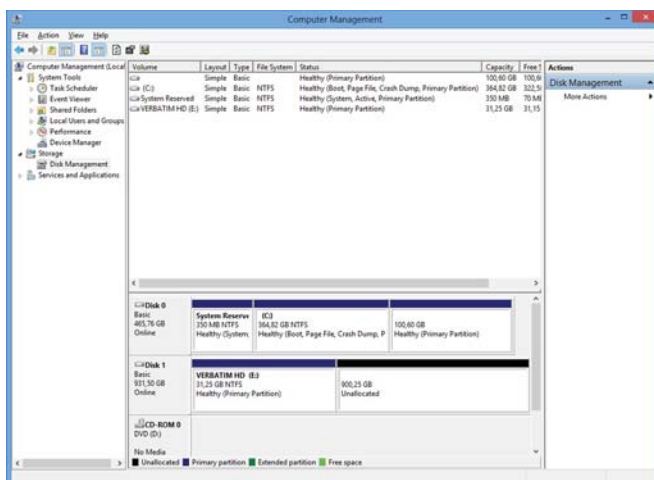 Computer Management
File Action View Help
Computer Management (Local
System Tools
Task Scheduler
Event Viewer
Shared Folders
Local Users and Groups
Performance
Device Manager
Storage
Disk Management
Services and Applications
Volume Layout Type File System Status Capacity Free
Simple Basic Healthy (Primary Partition) 100,60 GB 100,6
(C:) Simple Basic NTFS Healthy (Boot, Page File, Crash Dump, Primary Partition) 364,82 GB 322,5
System Reserved Simple Basic NTFS Healthy (System, Active, Primary Partition) 350 MB 70 MB
VERBATIM HD (E:) Simple Basic NTFS Healthy (Primary Partition) 31,25 GB 31,15
Actions
Disk Management
More Actions
Disk 0
Basic
465,76 GB
Online
System Reserve
350 MB NTFS
Healthy (System,
(C:)
364,82 GB NTFS
Healthy (Boot, Page File, Crash Dump, P
100,60 GB
Healthy (Primary Partition)
Disk 1
Basic
931,50 GB
Online
VERBATIM HD (E:)
31,25 GB NTFS
Healthy (Primary Partition)
900,25 GB
Unallocated
CD-ROM 0
DVD (D:)
No Media
Unallocated Primary partition Extended partition Free space